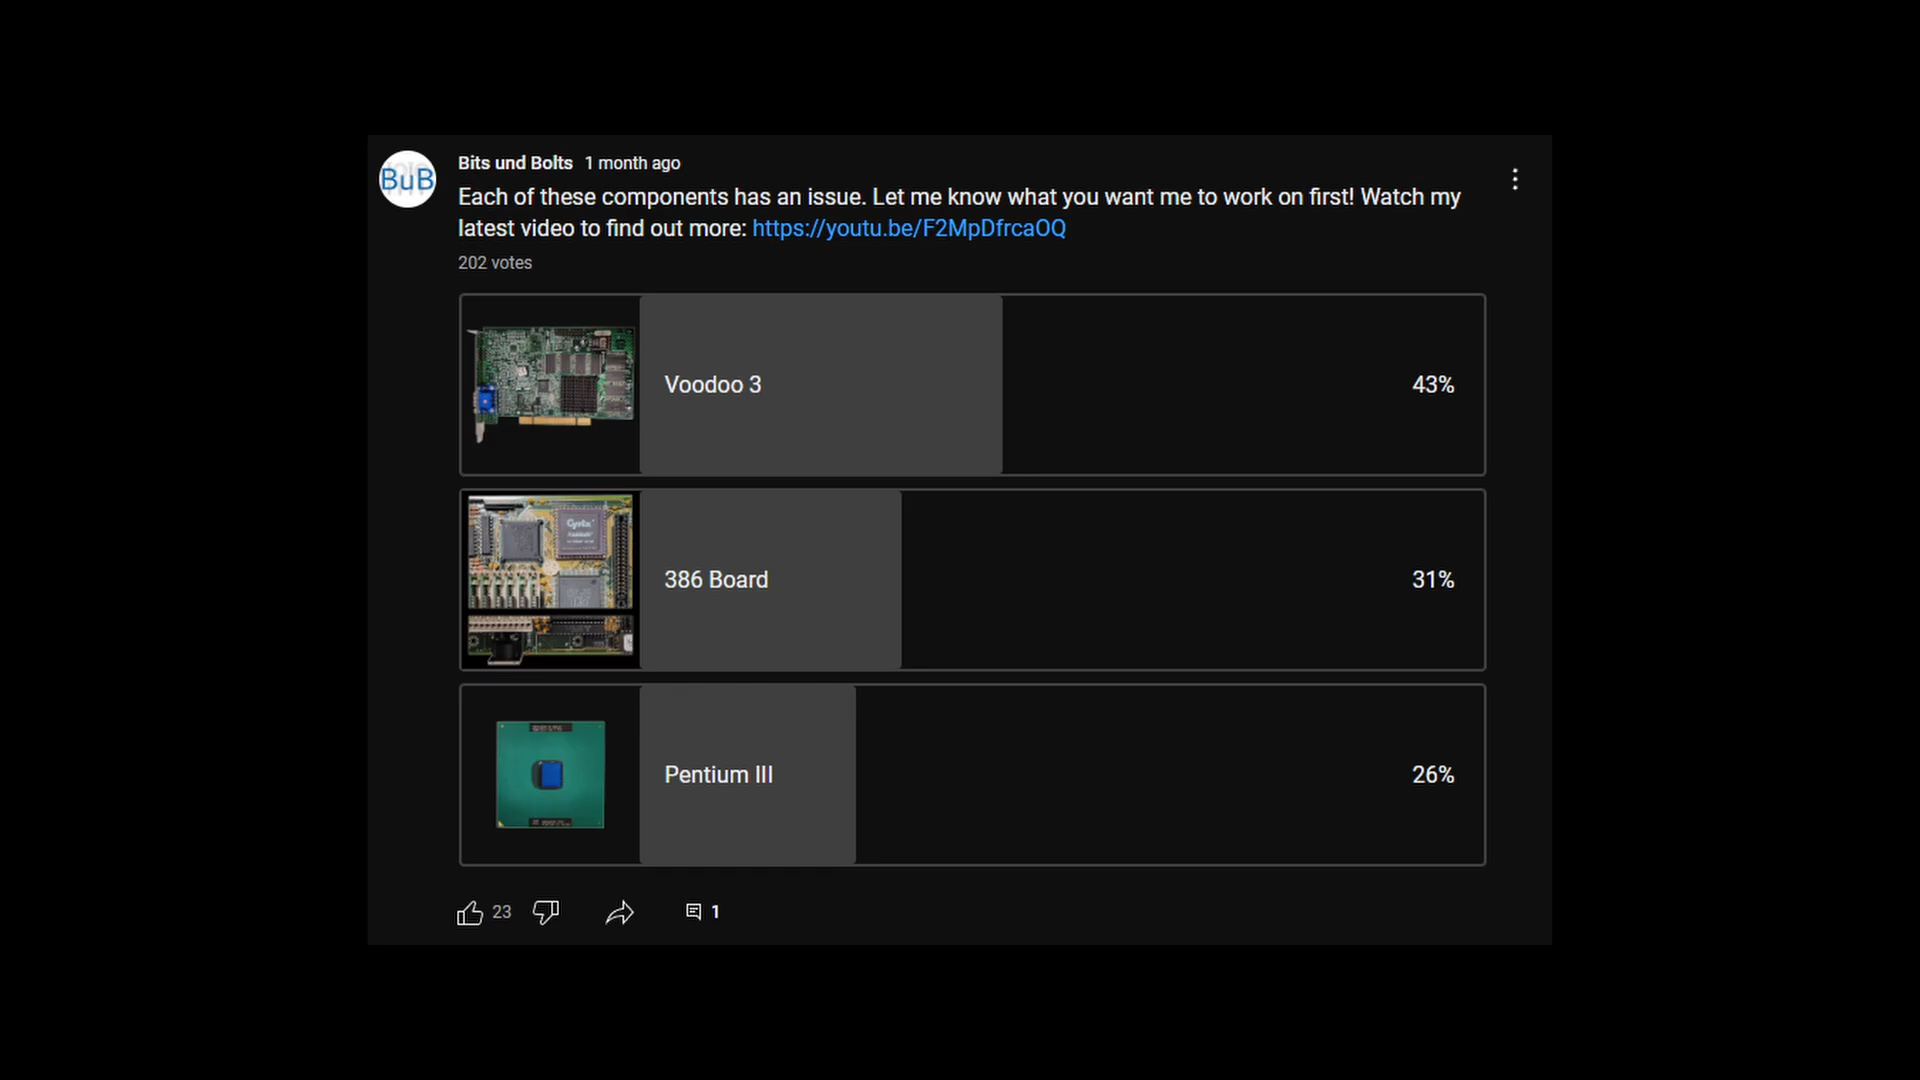 BuB
Bits und Bolts 1 month ago
Each of these components has an issue. Let me know what you want me to work on first! Watch my
latest video to find out more: https://youtu.be/F2MpDfrcaOQ
202 votes
Voodoo 3
43%
Cyrix
386 Board
31%
Pentium III
26%
23
1